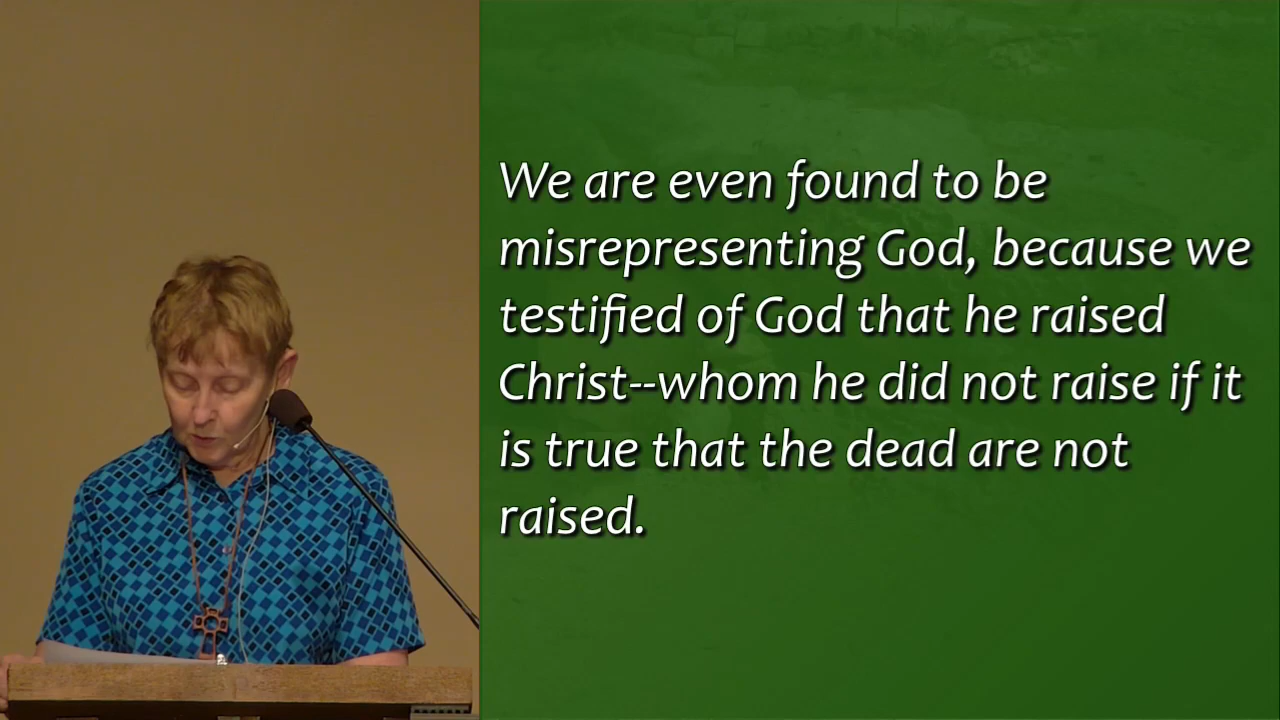 We are even found to be
misrepresenting God, because we
testified of God that he raised
Christ--whom he did not raise if it
is true that the dead are not
raised.